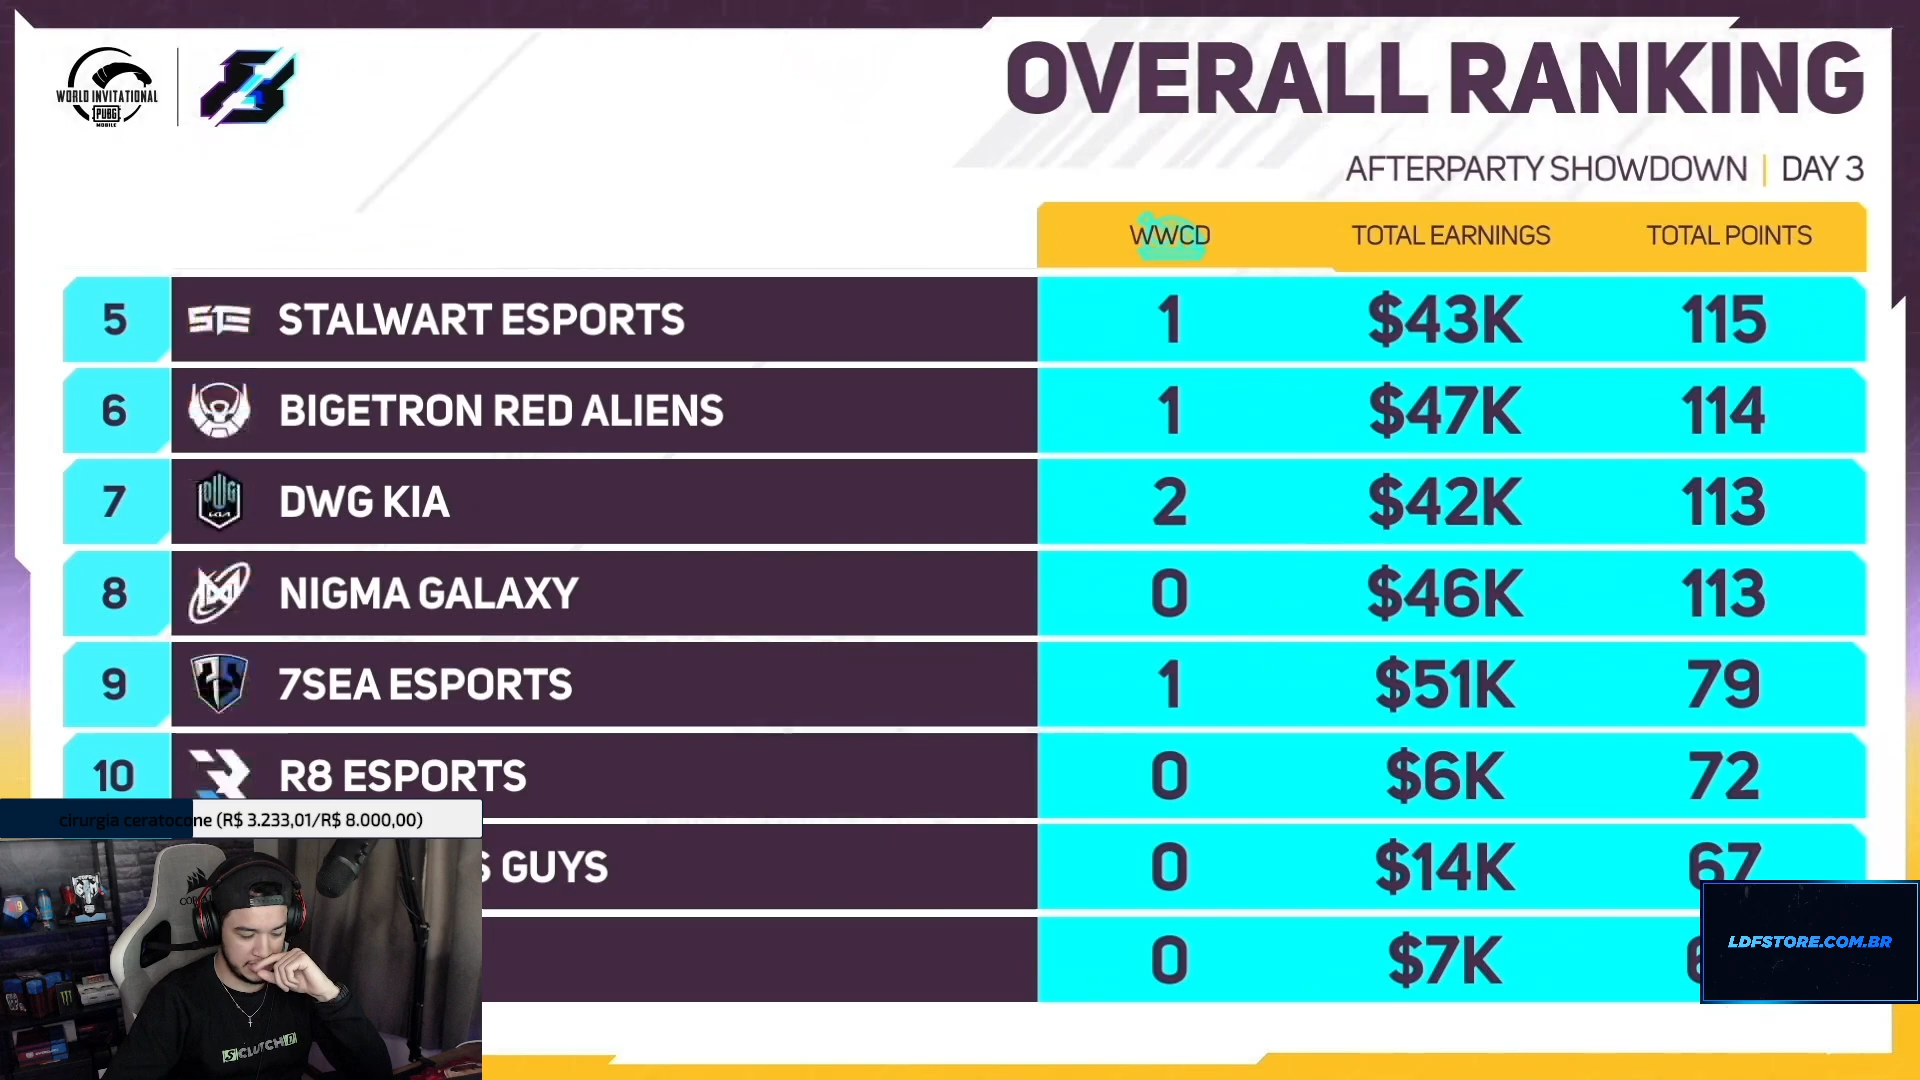 WORLD INVITATIONAL
PUBG
MOBILE
OVERALL RANKING
AFTERPARTY SHOWDOWN | DAY 3
WWCD TOTAL EARNINGS TOTAL POINTS
5 STALWART ESPORTS 1 $43K 115
6 BIGETRON RED ALIENS 1 $47K 114
7 DWG KIA 2 $42K 113
8 NIGMA GALAXY 0 $46K 113
9 7SEA ESPORTS 1 $51K 79
10 R8 ESPORTS 0 $6K 72
GUYS 0 $14K 67
0 $7K
cirurgia ceratocone (R$ 3.233,01/R$ 8.000,00)
LDFSTORE.COM.BR
CLUTCH